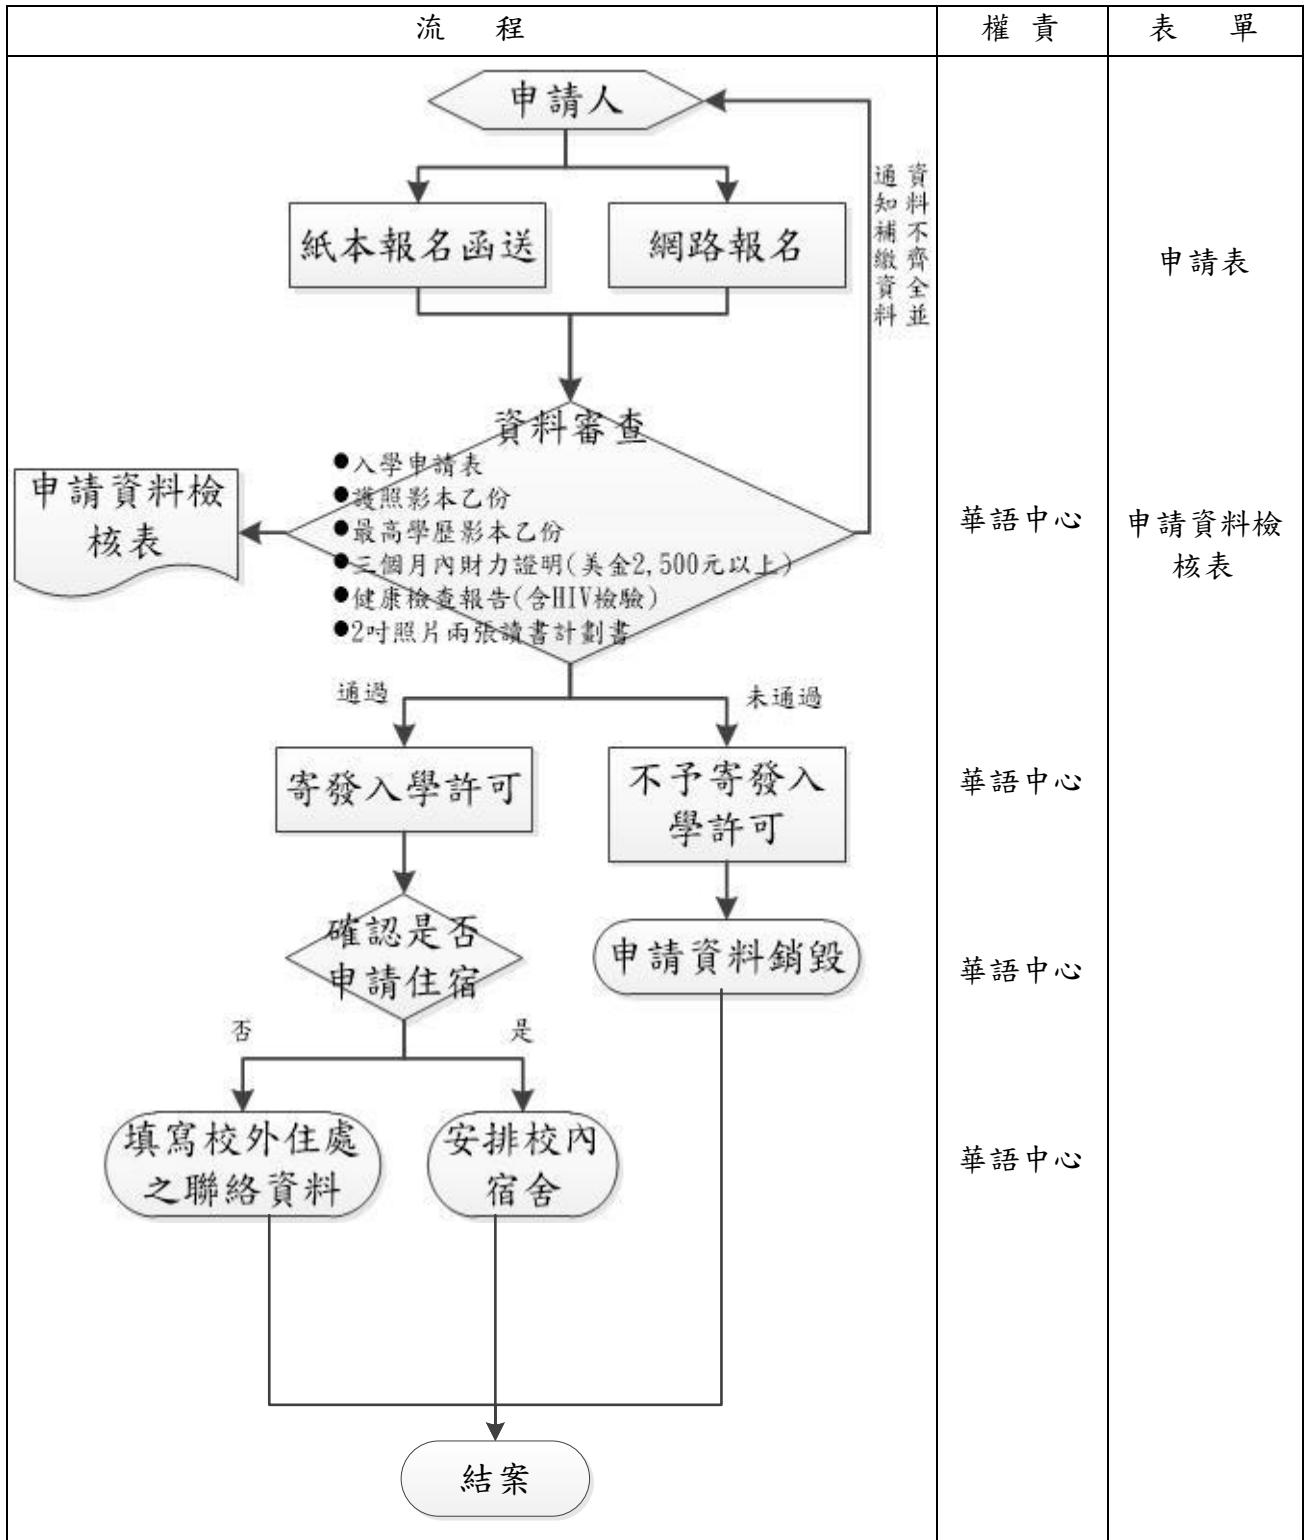 流 程
權 責
表 單
申請人
資料不齊全並
通知補繳資料
紙本報名函送
網路報名
申請表
資料審查
●入學申請表
●護照影本乙份
●最高學歷影本乙份
●三個月內財力證明(美金2,500元以上)
●健康檢查報告(含HIV檢驗)
●2吋照片兩張讀書計劃書
申請資料檢
核表
華語中心
申請資料檢
核表
通過
未通過
寄發入學許可
不予寄發入
學許可
華語中心
確認是否
申請住宿
申請資料銷毀
華語中心
否
是
填寫校外住處
之聯絡資料
安排校內
宿舍
華語中心
結案